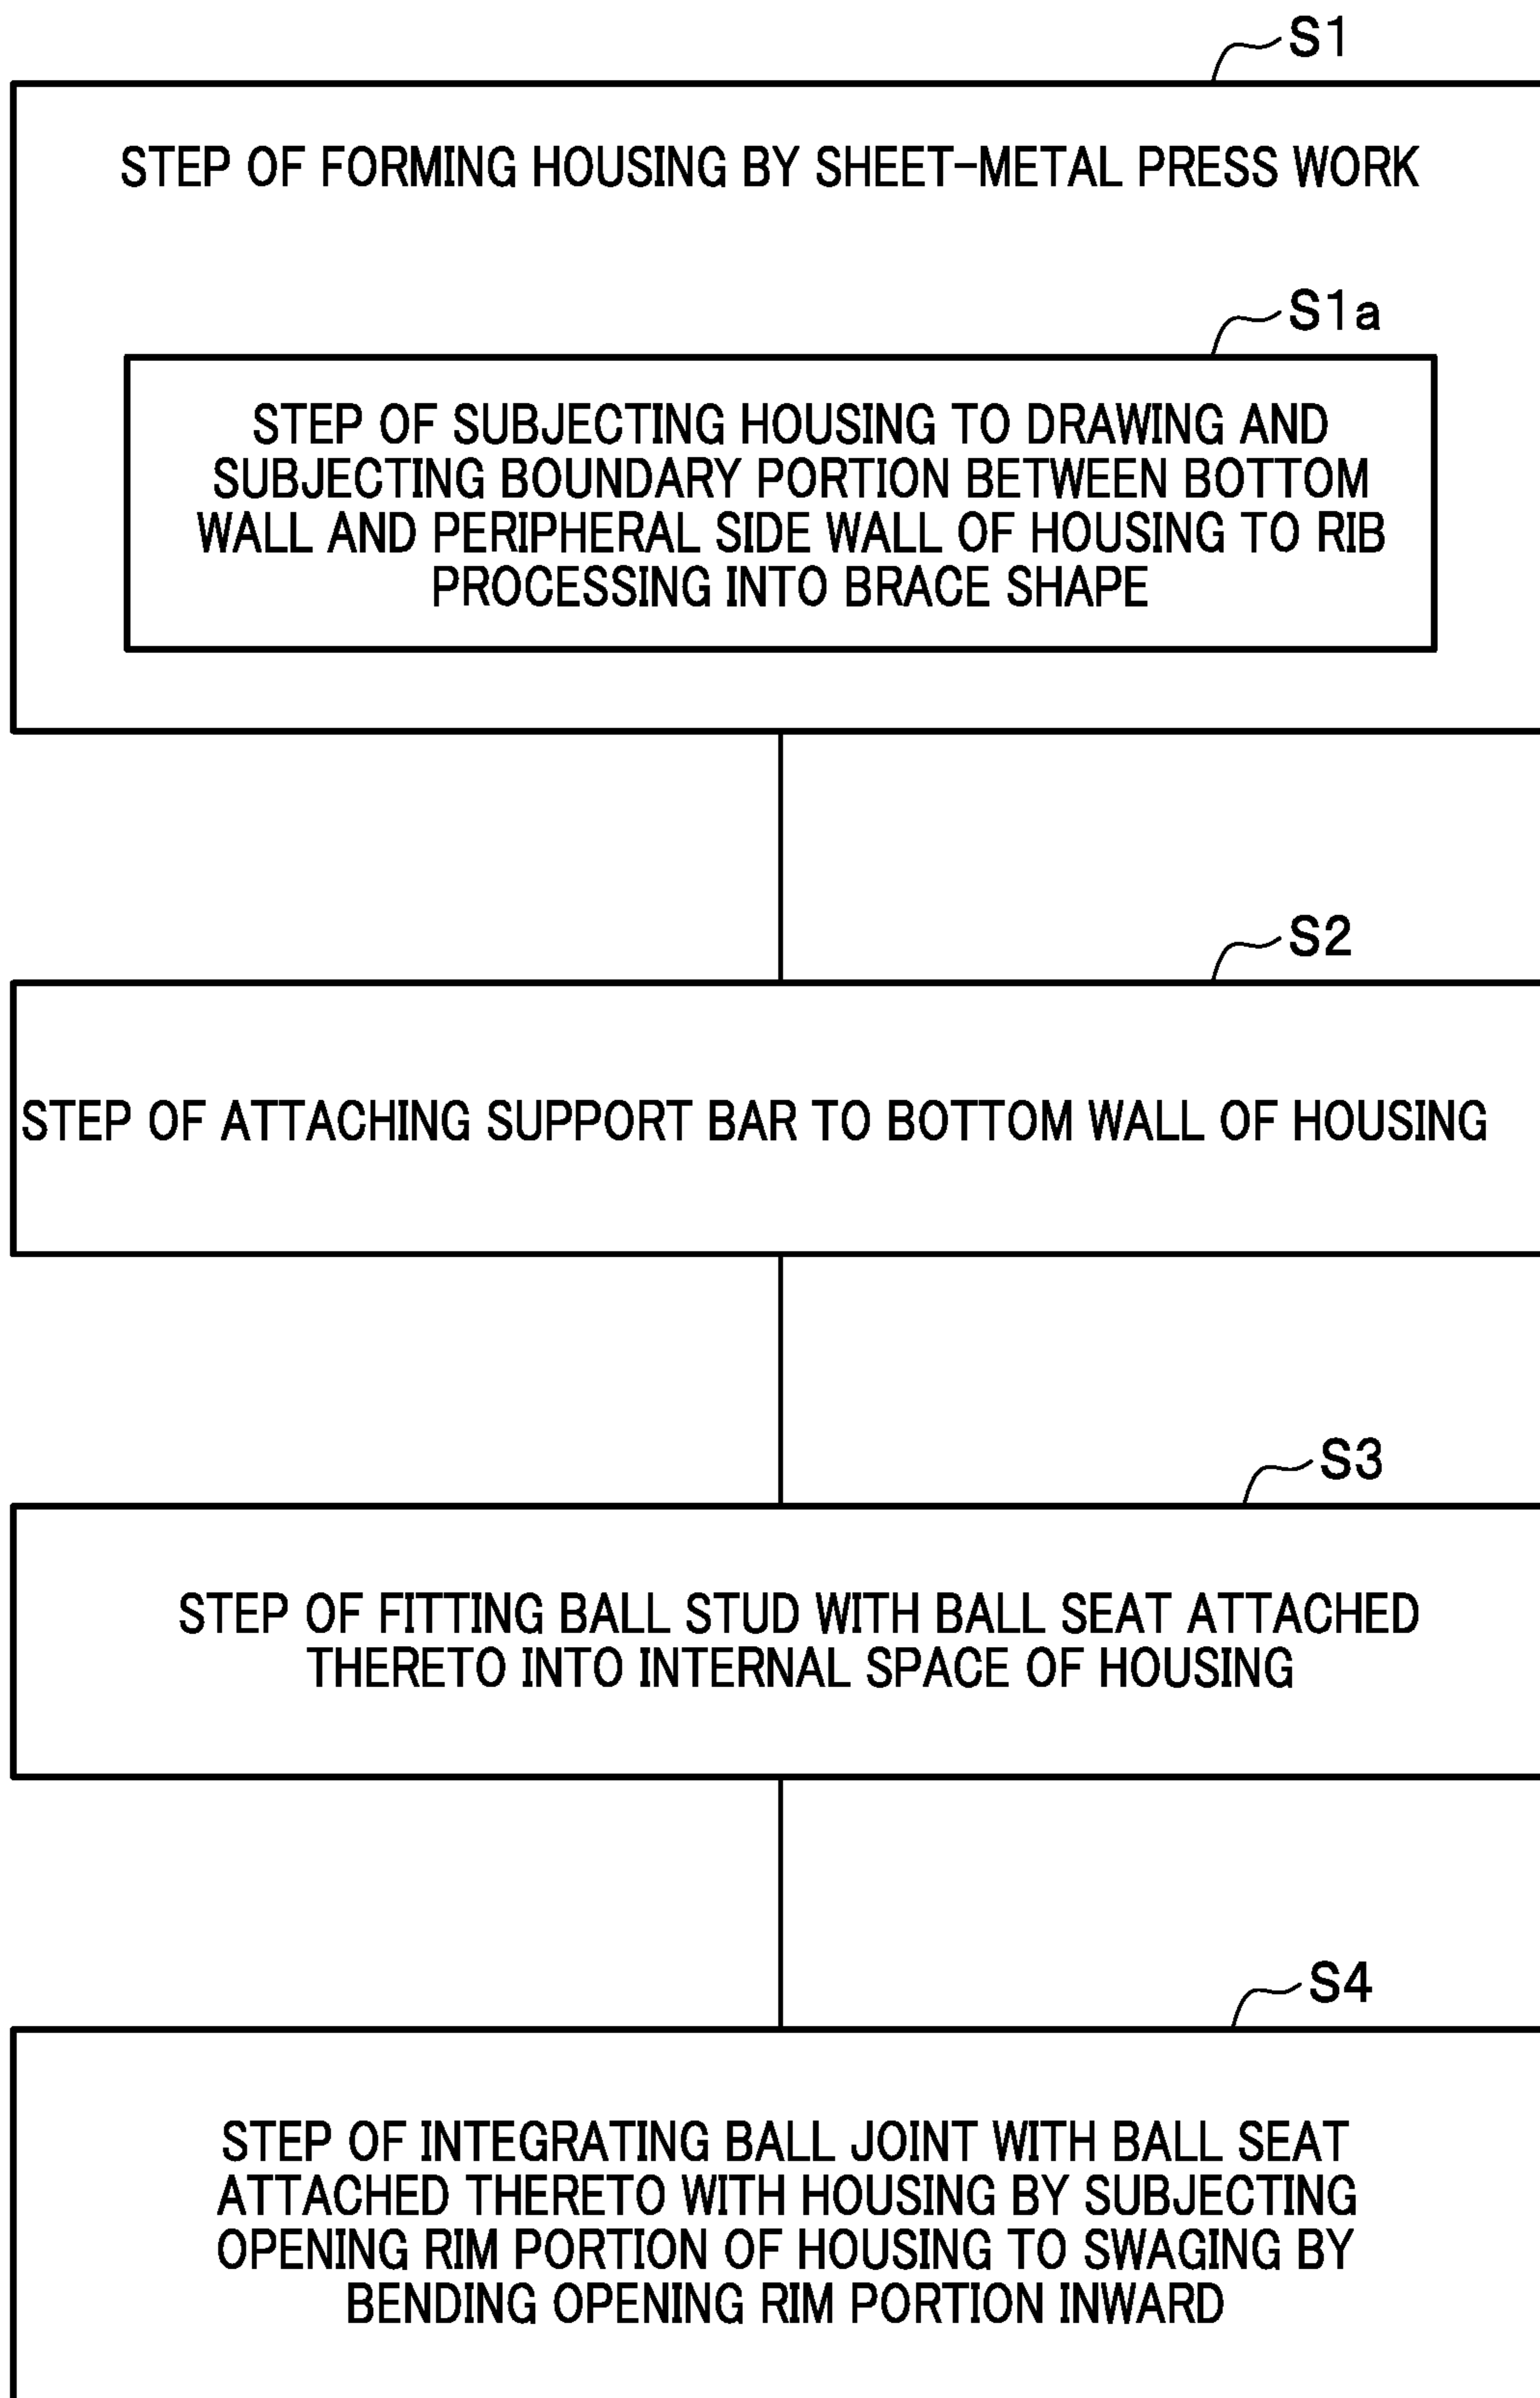 S1
STEP OF FORMING HOUSING BY SHEET-METAL PRESS WORK
S1a
STEP OF SUBJECTING HOUSING TO DRAWING AND
SUBJECTING BOUNDARY PORTION BETWEEN BOTTOM
WALL AND PERIPHERAL SIDE WALL OF HOUSING TO RIB
PROCESSING INTO BRACE SHAPE
S2
STEP OF ATTACHING SUPPORT BAR TO BOTTOM WALL OF HOUSING
S3
STEP OF FITTING BALL STUD WITH BALL SEAT ATTACHED
THERETO INTO INTERNAL SPACE OF HOUSING
S4
STEP OF INTEGRATING BALL JOINT WITH BALL SEAT
ATTACHED THERETO WITH HOUSING BY SUBJECTING
OPENING RIM PORTION OF HOUSING TO SWAGING BY
BENDING OPENING RIM PORTION INWARD